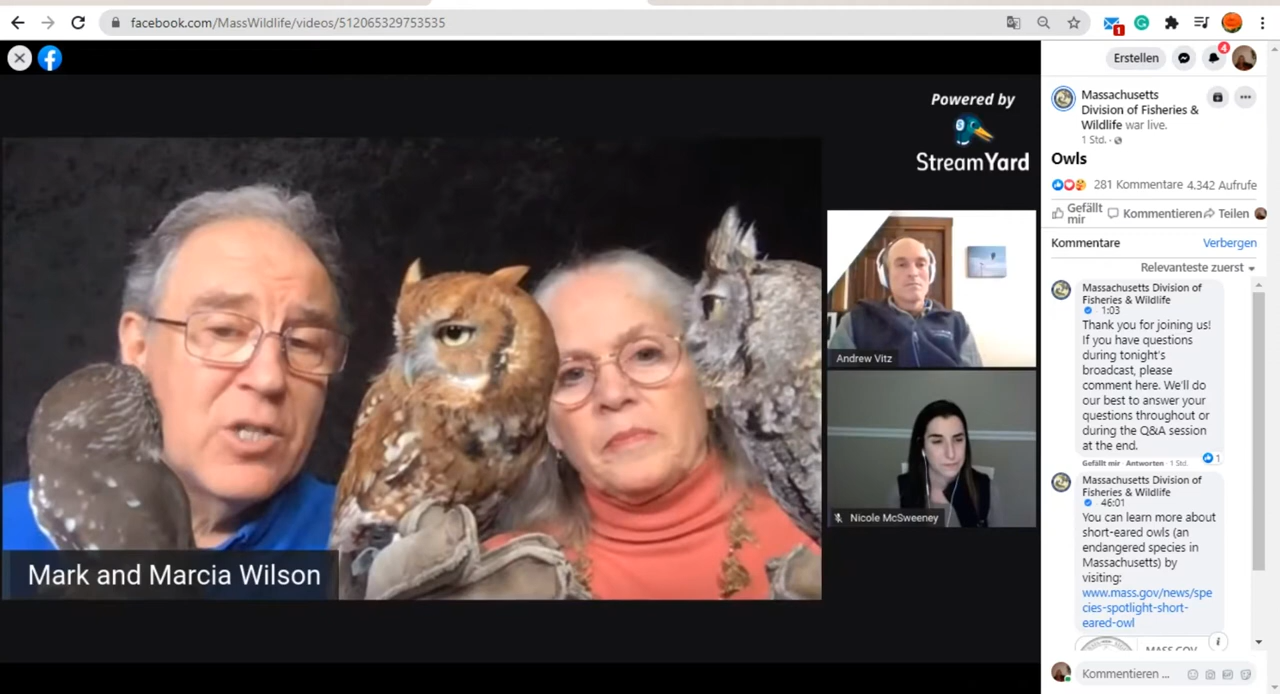 facebook.com/MassWildlife/videos/512065329753535
1
Erstellen
4
Powered by
StreamYard
Massachusetts
Division of Fisheries &
Wildlife war live.
1 Std. ·
Owls
281 Kommentare 4.342 Aufrufe
Gefällt mir
Kommentieren
Teilen
Kommentare
Verbergen
Relevanteste zuerst
Massachusetts Division of
Fisheries & Wildlife
· 1:03
Thank you for joining us!
If you have questions
during tonight's
broadcast, please
comment here. We'll do
our best to answer your
questions throughout or
during the Q&A session
at the end.
1
Gefällt mir · Antworten · 1 Std.
Massachusetts Division of
Fisheries & Wildlife
· 46:01
You can learn more about
short-eared owls (an
endangered species in
Massachusetts) by
visiting:
www.mass.gov/news/spe
cies-spotlight-short-
eared-owl
MASS.GOV
i
Kommentieren ...
Andrew Vitz
Nicole McSweeney
Mark and Marcia Wilson